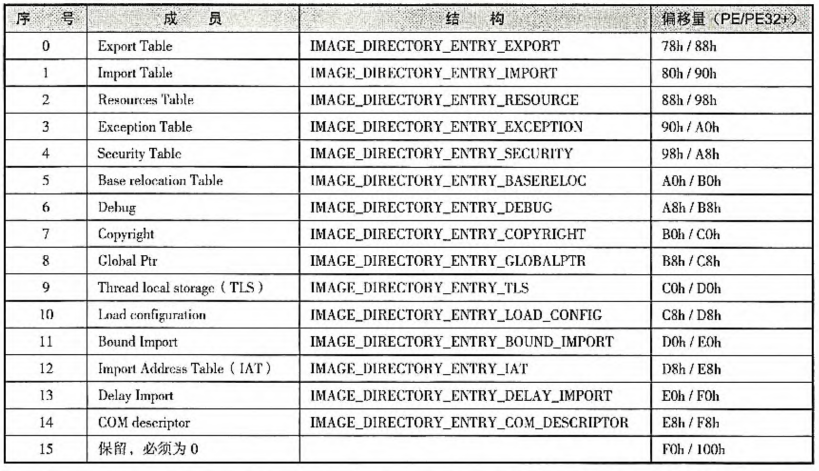 序 号 成 员 结 构 偏移量（PE/PE32+）
0 Export Table IMAGE_DIRECTORY_ENTRY_EXPORT 78h / 88h
1 Import Table IMAGE_DIRECTORY_ENTRY_IMPORT 80h / 90h
2 Resources Table IMAGE_DIRECTORY_ENTRY_RESOURCE 88h / 98h
3 Exception Table IMAGE_DIRECTORY_ENTRY_EXCEPTION 90h / A0h
4 Security Table IMAGE_DIRECTORY_ENTRY_SECURITY 98h / A8h
5 Base relocation Table IMAGE_DIRECTORY_ENTRY_BASERELOC A0h / B0h
6 Debug IMAGE_DIRECTORY_ENTRY_DEBUG A8h / B8h
7 Copyright IMAGE_DIRECTORY_ENTRY_COPYRIGHT B0h / C0h
8 Global Ptr IMAGE_DIRECTORY_ENTRY_GLOBALPTR B8h / C8h
9 Thread local storage（TLS） IMAGE_DIRECTORY_ENTRY_TLS C0h / D0h
10 Load configuration IMAGE_DIRECTORY_ENTRY_LOAD_CONFIG C8h / D8h
11 Bound Import IMAGE_DIRECTORY_ENTRY_BOUND_IMPORT D0h / E0h
12 Import Address Table（IAT） IMAGE_DIRECTORY_ENTRY_IAT D8h / E8h
13 Delay Import IMAGE_DIRECTORY_ENTRY_DELAY_IMPORT E0h / F0h
14 COM descriptor IMAGE_DIRECTORY_ENTRY_COM_DESCRIPTOR E8h / F8h
15 保留，必须为 0 F0h / 100h